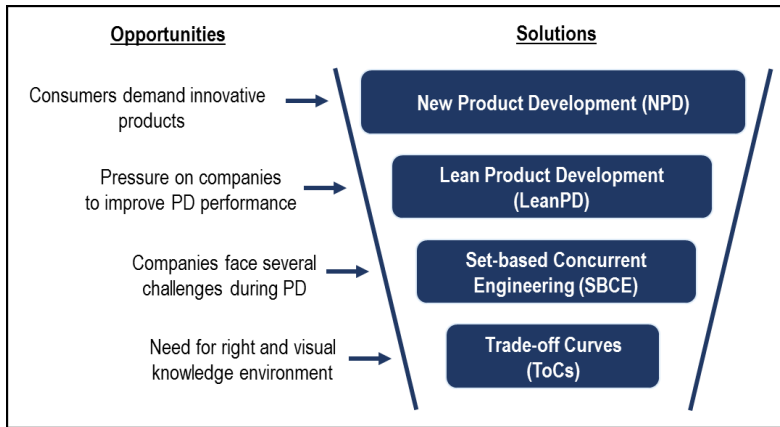 Opportunities
Solutions
Consumers demand innovative
products
New Product Development (NPD)
Pressure on companies
to improve PD performance
Lean Product Development
(LeanPD)
Companies face several
challenges during PD
Set-based Concurrent
Engineering (SBCE)
Need for right and visual
knowledge environment
Trade-off Curves
(ToCs)